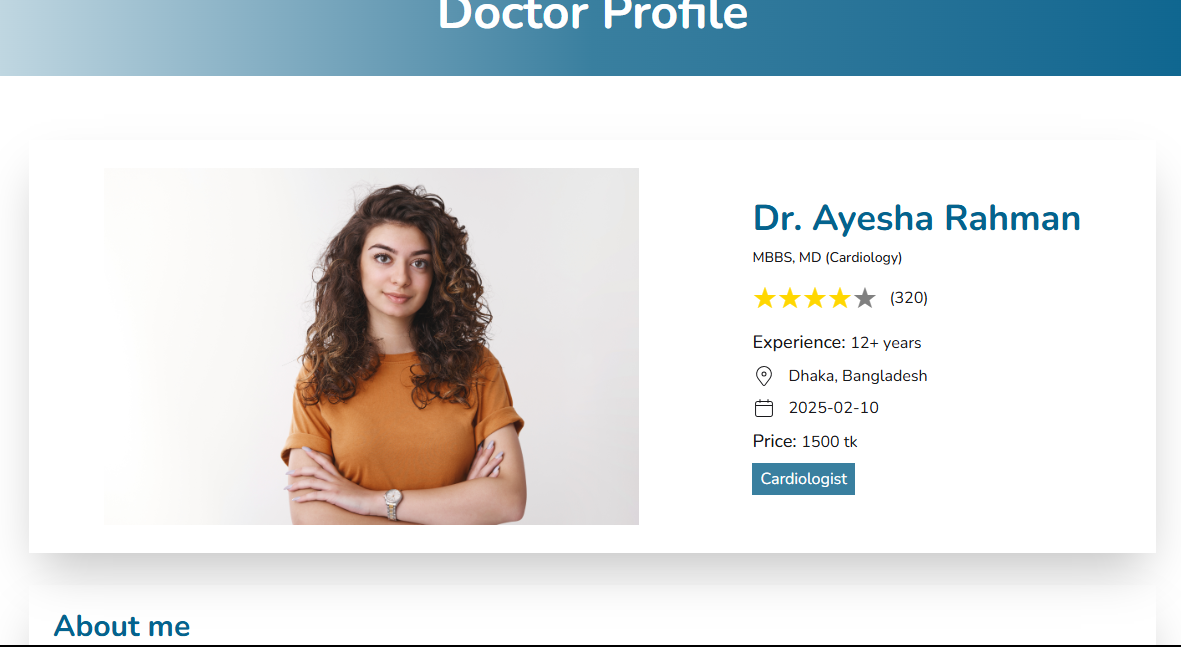 Doctor Profile
Dr. Ayesha Rahman
MBBS, MD (Cardiology)
(320)
Experience: 12+ years
Dhaka, Bangladesh
2025-02-10
Price: 1500 tk
Cardiologist
About me